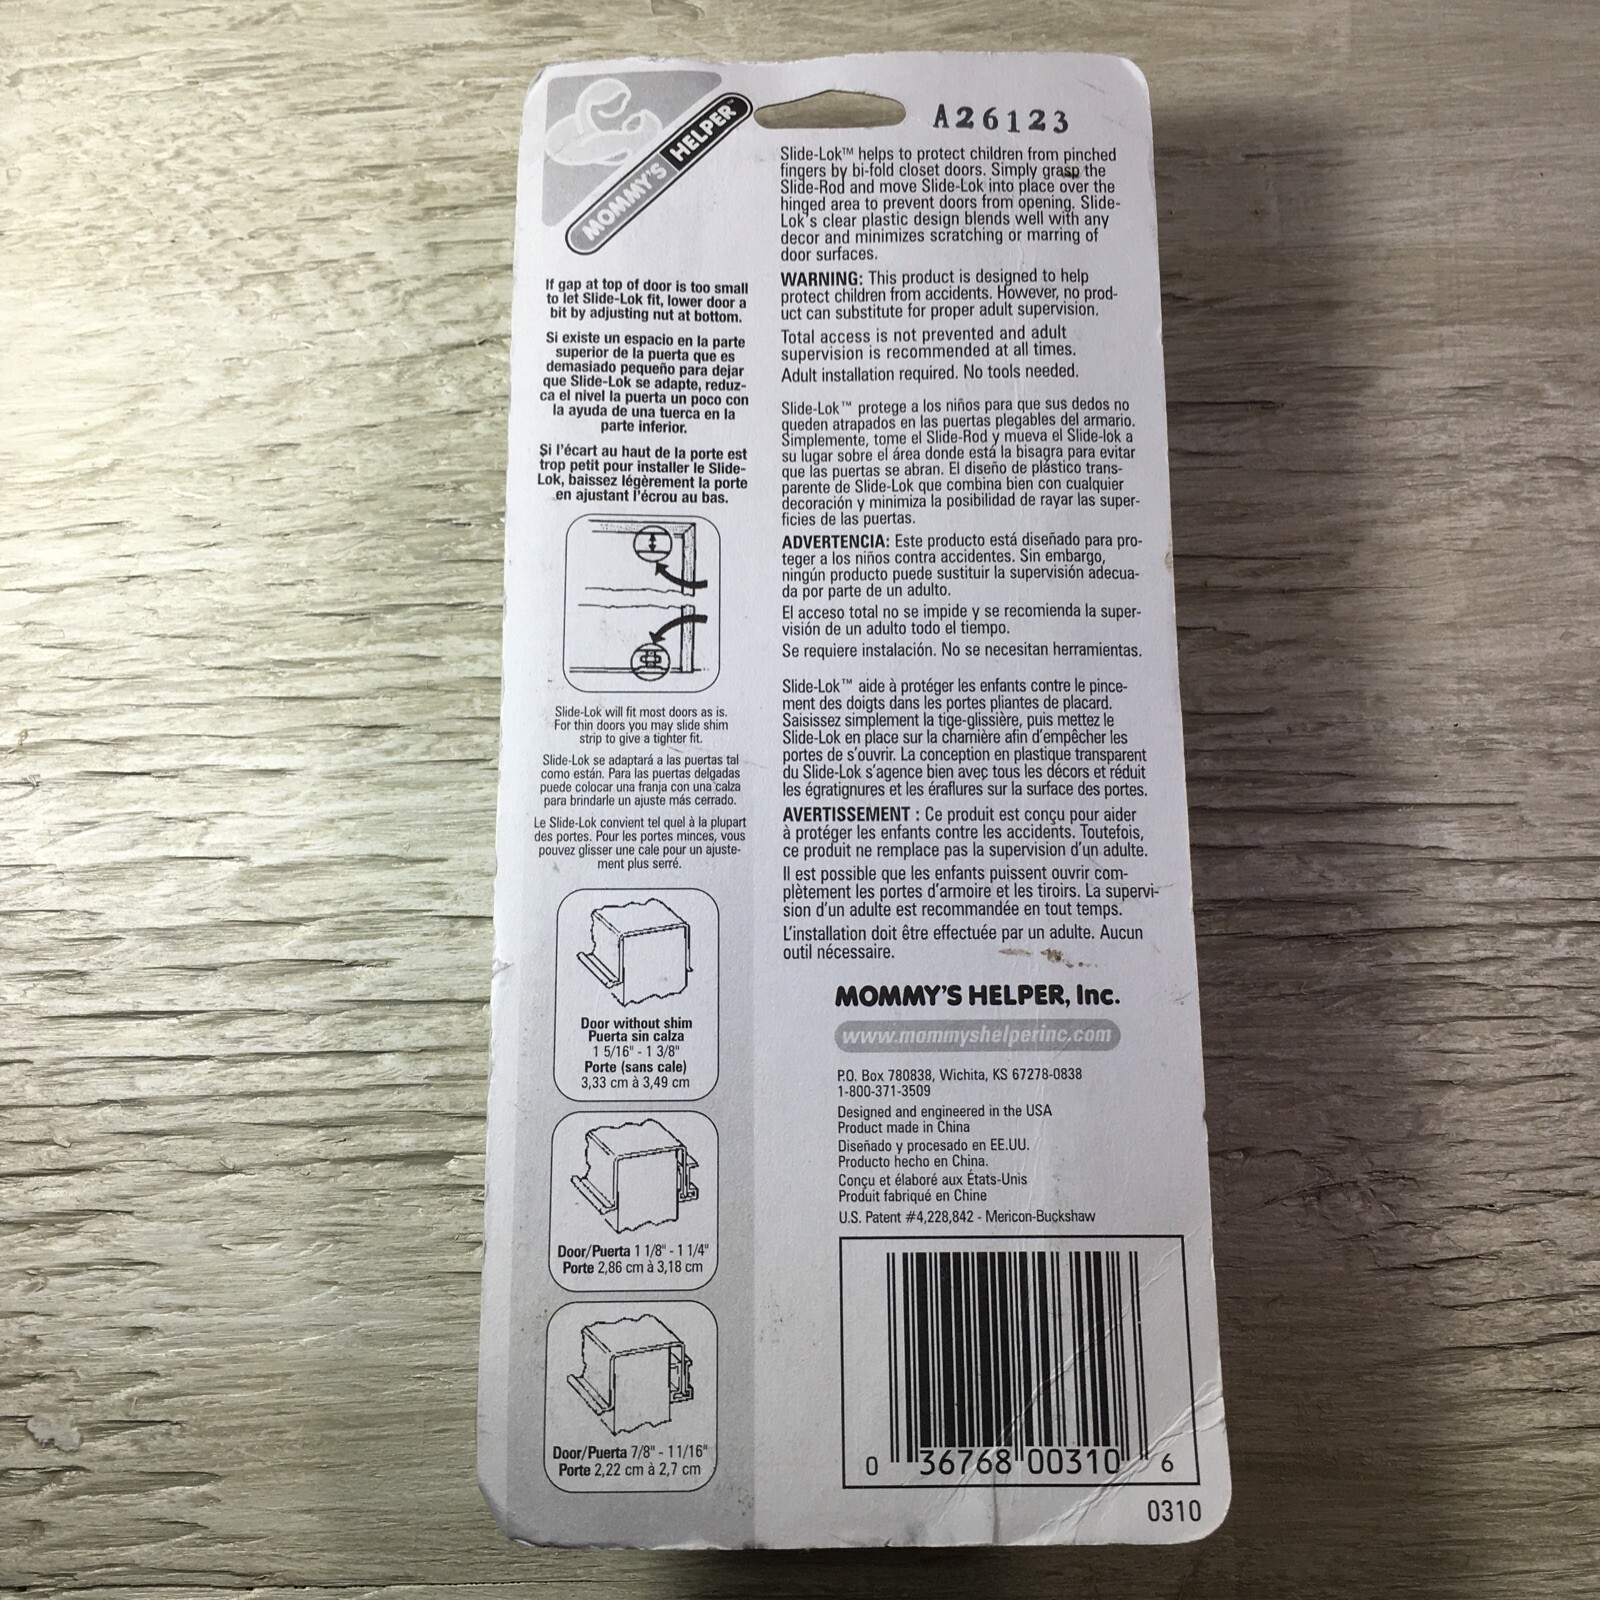 MOMMY'S HELPER™
A26123
If gap at top of door is too small
to let Slide-Lok fit, lower door a
bit by adjusting nut at bottom.
Si existe un espacio en la parte
superior de la puerta que es
demasiado pequeño para dejar
que Slide-Lok se adapte, reduz-
ca el nivel la puerta un poco con
la ayuda de una tuerca en la
parte inferior.
Si l'écart au haut de la porte est
trop petit pour installer le Slide-
Lok, baissez légèrement la porte
en ajustant l'écrou au bas.
Slide-Lok will fit most doors as is.
For thin doors you may slide shim
strip to give a tighter fit.
Slide-Lok se adaptará a las puertas tal
como están. Para las puertas delgadas
puede colocar una franja con una calza
para brindarle un ajuste más cerrado.
Le Slide-Lok convient tel quel à la plupart
des portes. Pour les portes minces, vous
pouvez glisser une cale pour un ajuste-
ment plus serré.
Door without shim
Puerta sin calza
1 5/16" - 1 3/8"
Porte (sans cale)
3,33 cm à 3,49 cm
Door/Puerta 1 1/8" - 1 1/4"
Porte 2,86 cm à 3,18 cm
Door/Puerta 7/8" - 1 1/16"
Porte 2,22 cm à 2,7 cm
Slide-Lok™ helps to protect children from pinched
fingers by bi-fold closet doors. Simply grasp the
Slide-Rod and move Slide-Lok into place over the
hinged area to prevent doors from opening. Slide-
Lok's clear plastic design blends well with any
decor and minimizes scratching or marring of
door surfaces.
WARNING: This product is designed to help
protect children from accidents. However, no prod-
uct can substitute for proper adult supervision.
Total access is not prevented and adult
supervision is recommended at all times.
Adult installation required. No tools needed.
Slide-Lok™ protege a los niños para que sus dedos no
queden atrapados en las puertas plegables del armario.
Simplemente, tome el Slide-Rod y mueva el Slide-lok a
su lugar sobre el área donde está la bisagra para evitar
que las puertas se abran. El diseño de plástico trans-
parente de Slide-Lok que combina bien con cualquier
decoración y minimiza la posibilidad de rayar las super-
ficies de las puertas.
ADVERTENCIA: Este producto está diseñado para pro-
teger a los niños contra accidentes. Sin embargo,
ningún producto puede sustituir la supervisión adecua-
da por parte de un adulto.
El acceso total no se impide y se recomienda la super-
visión de un adulto todo el tiempo.
Se requiere instalación. No se necesitan herramientas.
Slide-Lok™ aide à protéger les enfants contre le pince-
ment des doigts dans les portes pliantes de placard.
Saisissez simplement la tige-glissière, puis mettez le
Slide-Lok en place sur la charnière afin d'empêcher les
portes de s'ouvrir. La conception en plastique transparent
du Slide-Lok s'agence bien avec tous les décors et réduit
les égratignures et les éraflures sur la surface des portes.
AVERTISSEMENT : Ce produit est conçu pour aider
à protéger les enfants contre les accidents. Toutefois,
ce produit ne remplace pas la supervision d'un adulte.
Il est possible que les enfants puissent ouvrir com-
plètement les portes d'armoire et les tiroirs. La supervi-
sion d'un adulte est recommandée en tout temps.
L'installation doit être effectuée par un adulte. Aucun
outil nécessaire.
MOMMY'S HELPER, Inc.
www.mommyshelperinc.com
P.O. Box 780838, Wichita, KS 67278-0838
1-800-371-3509
Designed and engineered in the USA
Product made in China
Diseñado y procesado en EE.UU.
Producto hecho en China.
Conçu et élaboré aux États-Unis
Produit fabriqué en Chine
U.S. Patent #4,228,842 - Mericon-Buckshaw
0 36768 00310 6
0310